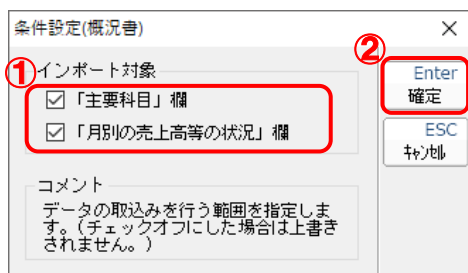 条件設定(概況書)
②
①
インポート対象
「主要科目」欄
「月別の売上高等の状況」欄
Enter
確定
ESC
ｷｬﾝｾﾙ
コメント
データの取込みを行う範囲を指定しま
す。(チェックオフにした場合は上書き
されません。)